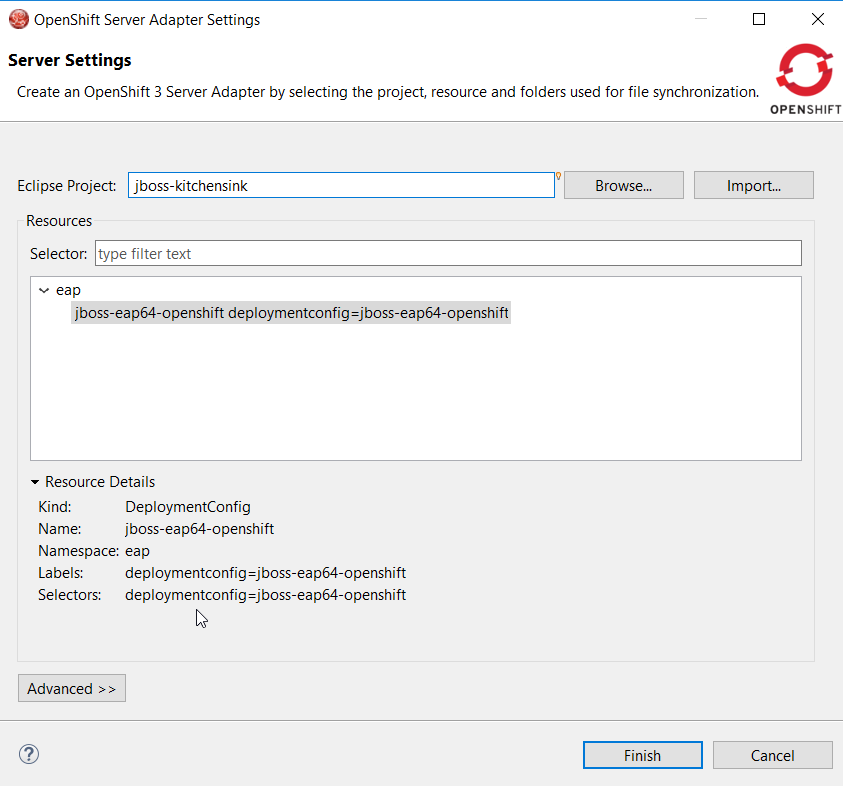 OpenShift Server Adapter Settings
Server Settings
Create an OpenShift 3 Server Adapter by selecting the project, resource and folders used for file synchronization.
OPENSHIFT
Eclipse Project: jboss-kitchensink Browse... Import...
Resources
Selector: type filter text
eap
jboss-eap64-openshift deploymentconfig=jboss-eap64-openshift
Resource Details
Kind: DeploymentConfig
Name: jboss-eap64-openshift
Namespace: eap
Labels: deploymentconfig=jboss-eap64-openshift
Selectors: deploymentconfig=jboss-eap64-openshift
Advanced >>
? Finish Cancel